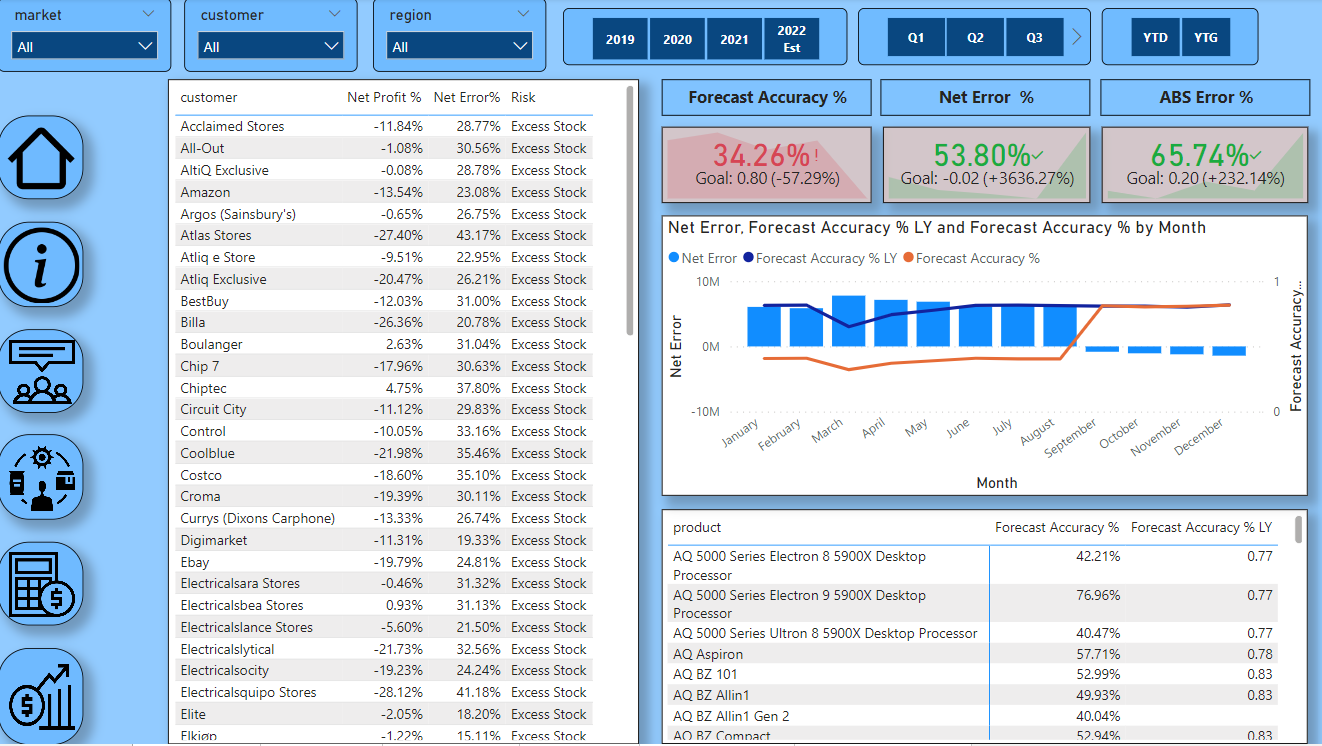 market
customer
region
All
All
All
2019
2020
2021
2022
Est
Q1
Q2
Q3
YTD
YTG
customer Net Profit % Net Error% Risk
Acclaimed Stores -11.84% 28.77% Excess Stock
All-Out -1.08% 30.56% Excess Stock
AltiQ Exclusive -0.08% 28.78% Excess Stock
Amazon -13.54% 23.08% Excess Stock
Argos (Sainsbury's) -0.65% 26.75% Excess Stock
Atlas Stores -27.40% 43.17% Excess Stock
Atliq e Store -9.51% 22.95% Excess Stock
Atliq Exclusive -20.47% 26.21% Excess Stock
BestBuy -12.03% 31.00% Excess Stock
Billa -26.36% 20.78% Excess Stock
Boulanger 2.63% 31.04% Excess Stock
Chip 7 -17.96% 30.63% Excess Stock
Chiptec 4.75% 37.80% Excess Stock
Circuit City -11.12% 29.83% Excess Stock
Control -10.05% 33.16% Excess Stock
Coolblue -21.98% 35.46% Excess Stock
Costco -18.60% 35.10% Excess Stock
Croma -19.39% 30.11% Excess Stock
Currys (Dixons Carphone) -13.33% 26.74% Excess Stock
Digimarket -11.31% 19.33% Excess Stock
Ebay -19.79% 24.81% Excess Stock
Electricalsara Stores -0.46% 31.32% Excess Stock
Electricalsbea Stores 0.93% 31.13% Excess Stock
Electricalslance Stores -5.60% 21.50% Excess Stock
Electricalslytical -21.73% 32.56% Excess Stock
Electricalsocity -19.23% 24.24% Excess Stock
Electricalsquipo Stores -28.12% 41.18% Excess Stock
Elite -2.05% 18.20% Excess Stock
Elkjøp -1.22% 15.11% Excess Stock
Forecast Accuracy %
Net Error %
ABS Error %
34.26%!
Goal: 0.80 (-57.29%)
53.80%
Goal: -0.02 (+3636.27%)
65.74%
Goal: 0.20 (+232.14%)
Net Error, Forecast Accuracy % LY and Forecast Accuracy % by Month
Net Error Forecast Accuracy % LY Forecast Accuracy %
10M
0M
-10M
Net Error
1
0
Forecast Accuracy...
January
February
March
April
May
June
July
August
September
October
November
December
Month
product Forecast Accuracy % Forecast Accuracy % LY
AQ 5000 Series Electron 8 5900X Desktop 42.21% 0.77
Processor
AQ 5000 Series Electron 9 5900X Desktop 76.96% 0.77
Processor
AQ 5000 Series Ultron 8 5900X Desktop Processor 40.47% 0.77
AQ Aspiron 57.71% 0.78
AQ BZ 101 52.99% 0.83
AQ BZ Allin1 49.93% 0.83
AQ BZ Allin1 Gen 2 40.04%
AQ BZ Compact 52.94% 0.83